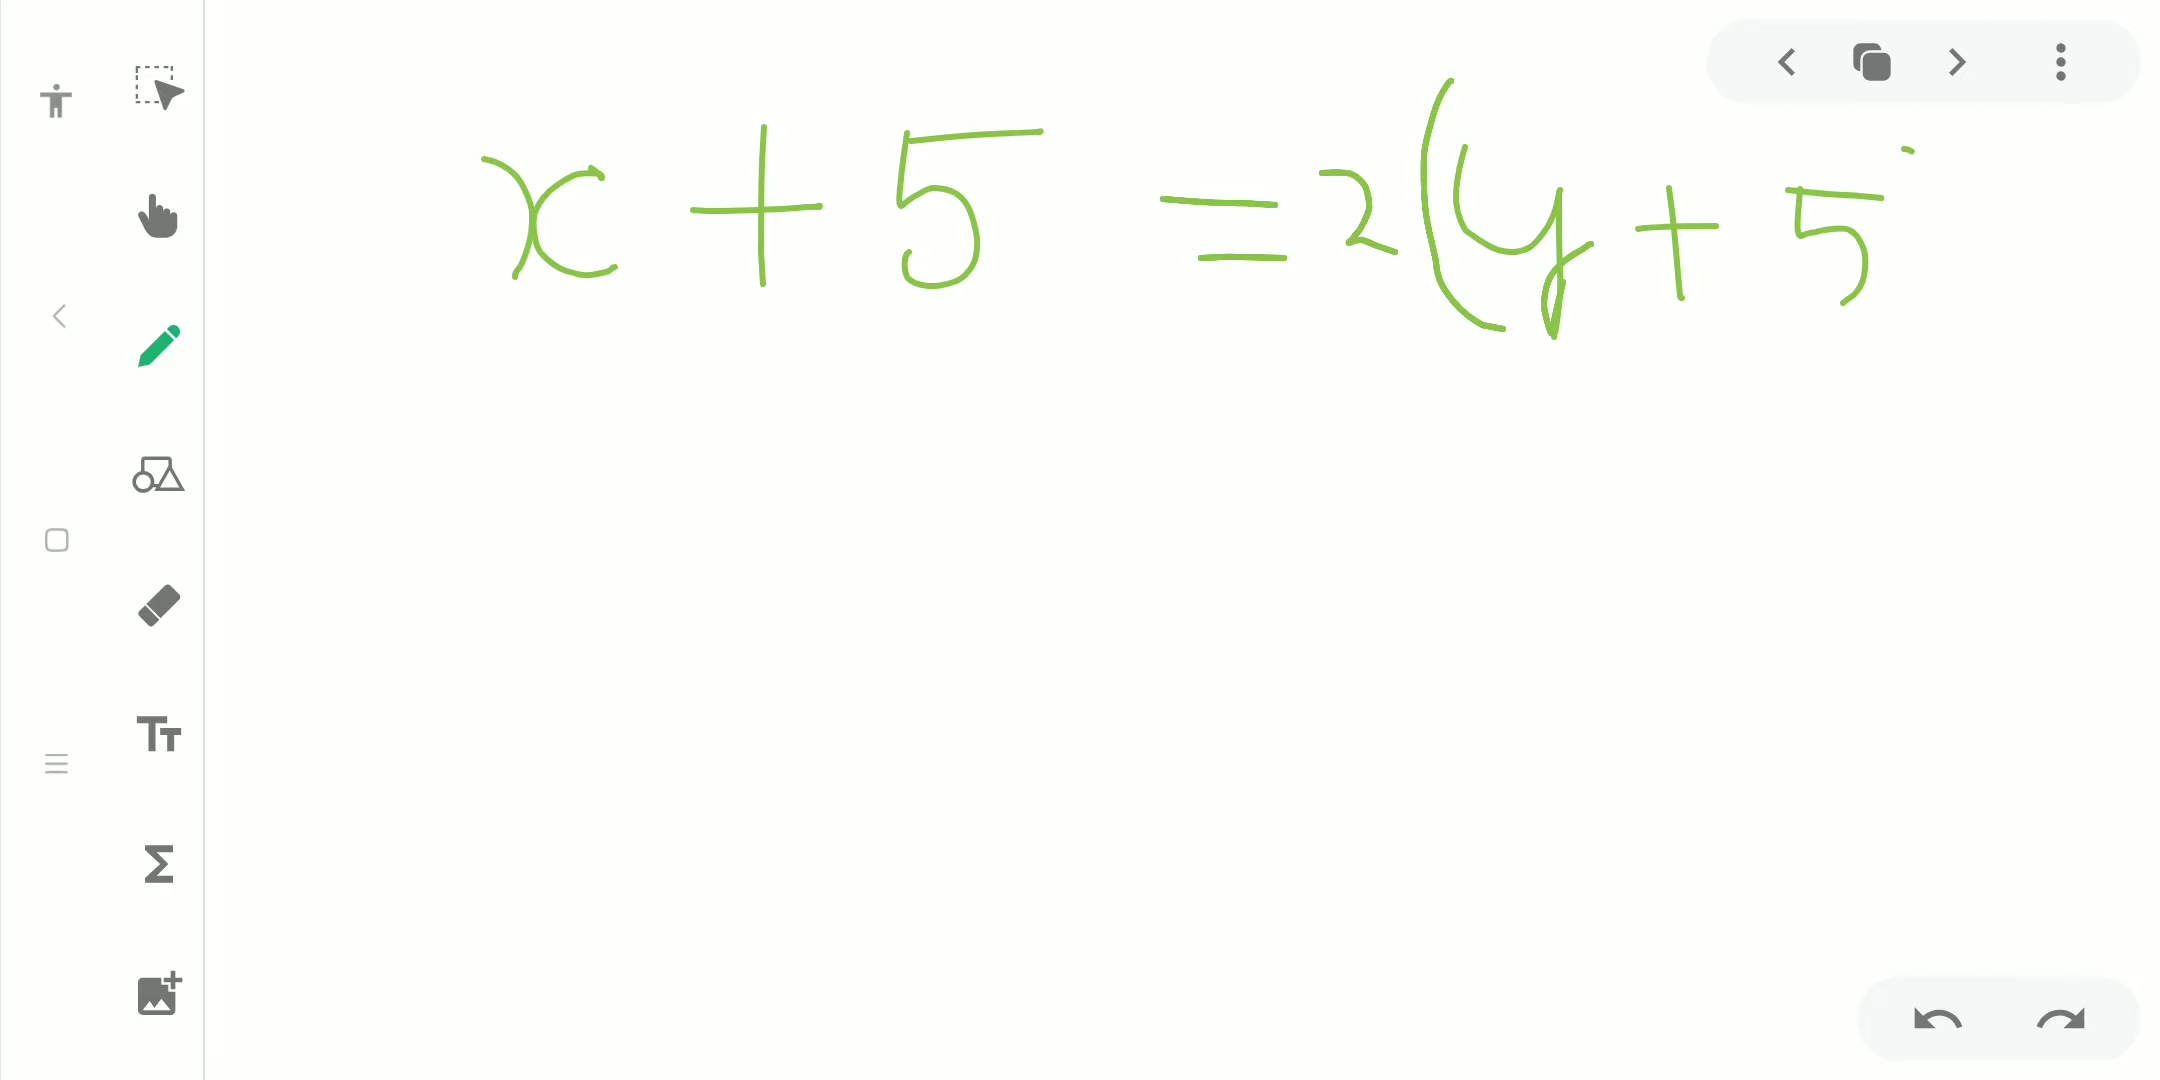 x + 5 = 2(y + 5